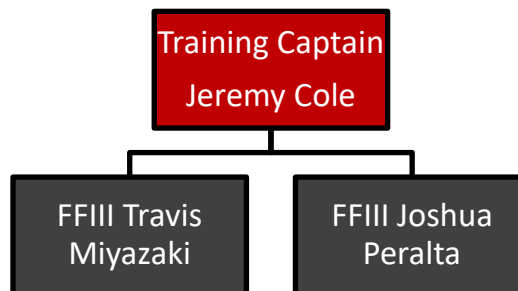 Training Captain
Jeremy Cole
FFIII Travis
Miyazaki
FFIII Joshua
Peralta